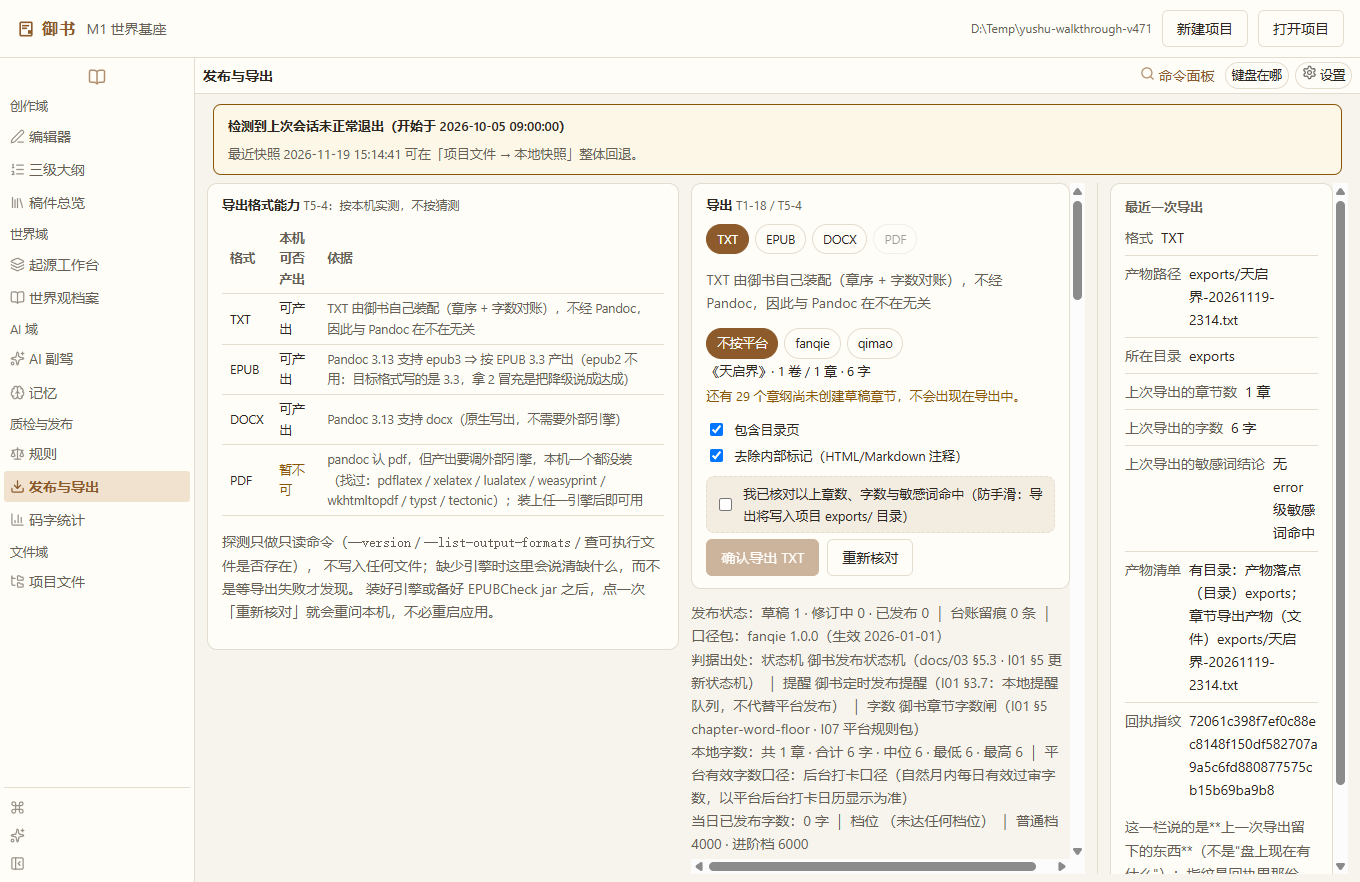 御书 M1 世界基座
D:\Temp\yushu-walkthrough-v471 新建项目 打开项目
创作域
编辑器
三级大纲
稿件总览
世界域
起源工作台
世界观档案
AI 域
AI 副驾
记忆
质检与发布
规则
发布与导出
码字统计
文件域
项目文件
发布与导出
命令面板 键盘在哪 设置
检测到上次会话未正常退出（开始于 2026-10-05 09:00:00）
最近快照 2026-11-19 15:14:41 可在「项目文件 → 本地快照」整体回退。
导出格式能力 T5-4：按本机实测，不按猜测
格式 本机可否产出 依据
TXT 可产出 TXT 由御书自己装配（章序 + 字数对账），不经 Pandoc，
因此与 Pandoc 在不在无关
EPUB 可产出 Pandoc 3.13 支持 epub3 ⇒ 按 EPUB 3.3 产出（epub2 不
用：目标格式写的是 3.3，拿 2 冒充是把降级说成达成）
DOCX 可产出 Pandoc 3.13 支持 docx（原生写出，不需要外部引擎）
PDF 暂不可 pandoc 认 pdf，但产出要调外部引擎，本机一个都没装
（找过：pdflatex / xelatex / lualatex / weasyprint /
wkhtmltopdf / typst / tectonic）；装上任一引擎后即可用
探测只做只读命令（--version / --list-output-formats / 查可执行文
件是否存在），不写入任何文件；缺少引擎时这里会说清缺什么，而不
是等导出失败才发现。 装好引擎或备好 EPUBCheck jar 之后，点一次
「重新核对」就会重问本机，不必重启应用。
导出 T1-18 / T5-4
TXT EPUB DOCX PDF
TXT 由御书自己装配（章序 + 字数对账），不经
Pandoc，因此与 Pandoc 在不在无关
不按平台 fanqie qimao
《天启界》· 1 卷 / 1 章 · 6 字
还有 29 个章纲尚未创建草稿章节，不会出现在导出中。
包含目录页
去除内部标记（HTML/Markdown 注释）
我已核对以上章数、字数与敏感词命中（防手滑：导
出将写入项目 exports/ 目录）
确认导出 TXT 重新核对
发布状态：草稿 1 · 修订中 0 · 已发布 0 ｜ 台账留痕 0 条 ｜
口径包：fanqie 1.0.0（生效 2026-01-01）
判据出处：状态机 御书发布状态机（docs/03 §5.3 · I01 §5 更
新状态机） ｜ 提醒 御书定时发布提醒（I01 §3.7：本地提醒
队列，不代替平台发布） ｜ 字数 御书章节字数闸（I01 §5
chapter-word-floor · I07 平台规则包）
本地字数：共 1 章 · 合计 6 字 · 中位 6 · 最低 6 · 最高 6 ｜ 平
台有效字数口径：后台打卡口径（自然月内每日有效过审字
数，以平台后台打卡日历显示为准）
当日已发布字数：0 字 ｜ 档位 （未达任何档位） ｜ 普通档
4000 · 进阶档 6000
最近一次导出
格式 TXT
产物路径 exports/天启
界-20261119-
2314.txt
所在目录 exports
上次导出的章节数 1 章
上次导出的字数 6 字
上次导出的敏感词结论 无
error
级敏感
词命中
产物清单 有目录：产物落点
（目录）exports；
章节导出产物（文
件）exports/天启
界-20261119-
2314.txt
回执指纹 72061c398f7ef0c88e
c8148f150df582707a
9a5c6fd880877575c
b15b69ba9b8
这一栏说的是**上一次导出留
下的东西**（不是"盘上现在有
什么"）；指纹是回执里那份